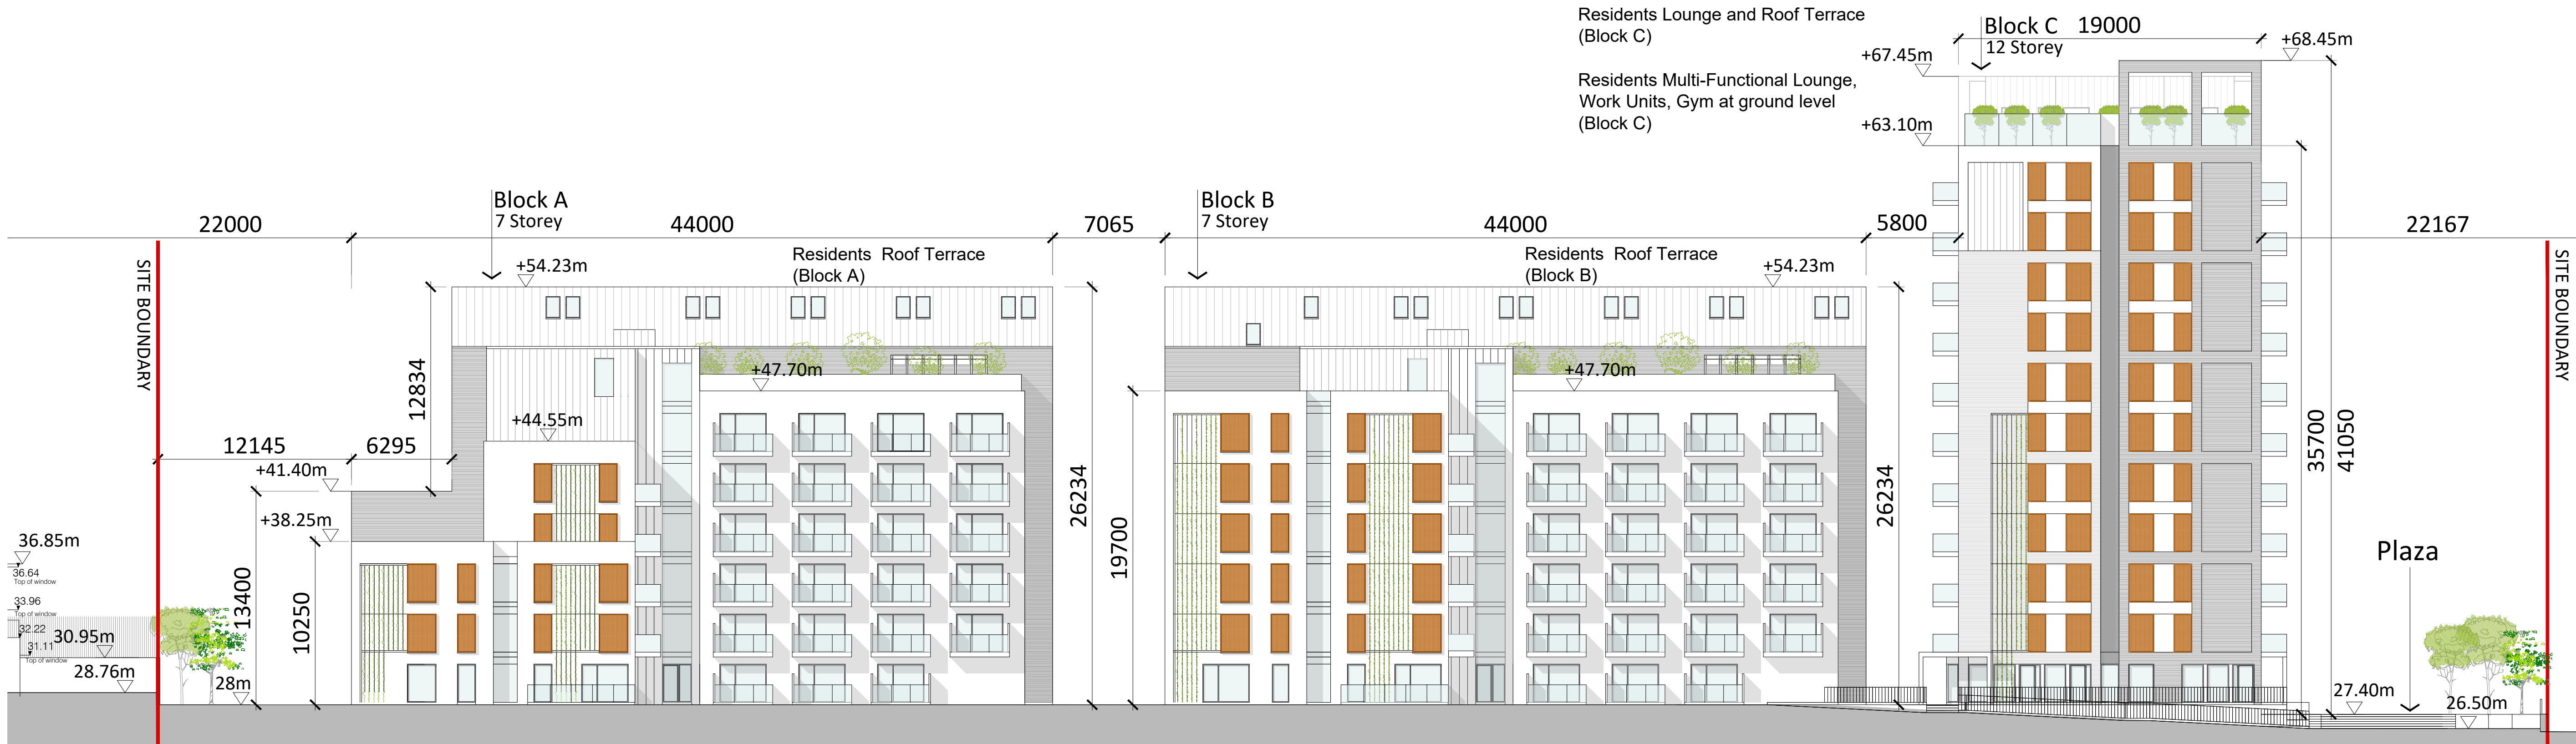 Residents Lounge and Roof Terrace
(Block C)
Residents Multi-Functional Lounge,
Work Units, Gym at ground level
(Block C)
Block C
12 Storey
19000
+68.45m
+67.45m
+63.10m
Block A
7 Storey
Block B
7 Storey
22000
44000
7065
44000
5800
22167
SITE BOUNDARY
Residents Roof Terrace
(Block A)
+54.23m
Residents Roof Terrace
(Block B)
+54.23m
SITE BOUNDARY
12834
+47.70m
+47.70m
+44.55m
12145
6295
+41.40m
+38.25m
26234
19700
26234
35700
41050
36.85m
36.64
Top of window
33.96
Top of window
32.22
30.95m
31.11
Top of window
28.76m
28m
13400
10250
Plaza
27.40m
26.50m